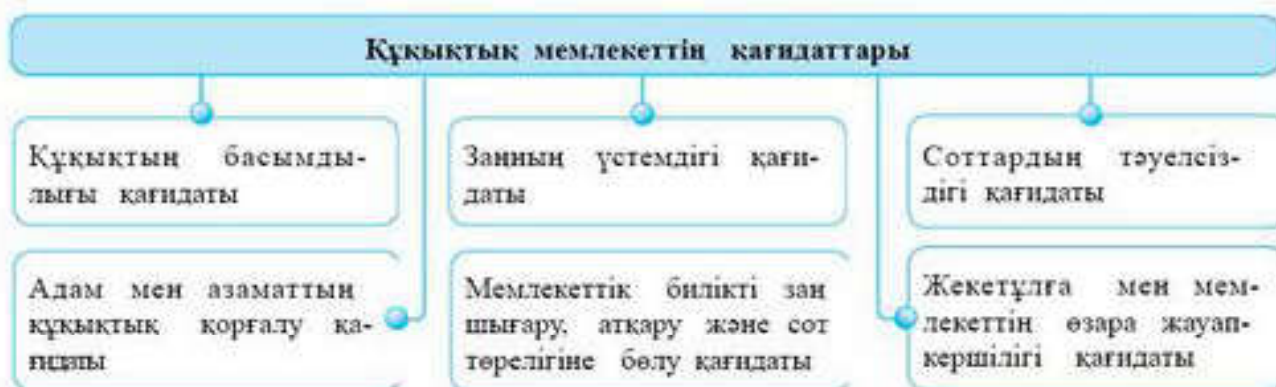 Құқықтық мемлекеттің қағидаттары
Құқықтың басымды-
лығы қағидаты
Заңның үстемдігі қағи-
даты
Соттардың тәуелсіз-
дігі қағидаты
Адам мен азаматтың
құқықтық қорғалу қа-
ғидаты
Мемлекеттік билікті заң
шығару, атқару және сот
төрелігіне бөлу қағидаты
Жекетұлға мен мем-
лекеттің өзара жауап-
кершілігі қағидаты